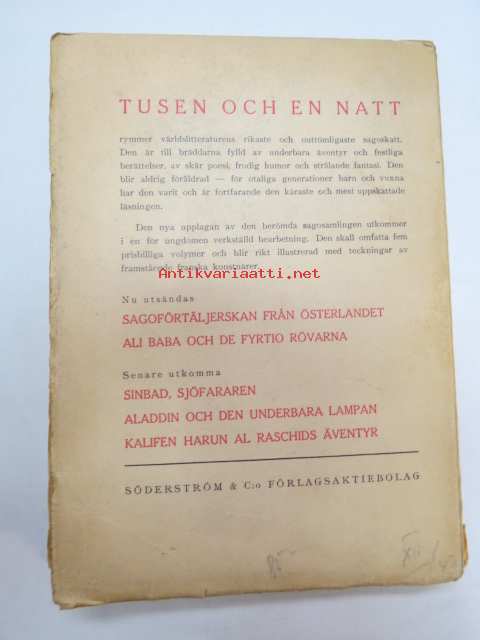 TUSEN OCH EN NATT
rymmer världslitteraturens rikaste och outtömligaste sagoskatt.
Den är till bräddarna fylld av underbara äventyr och festliga
berättelser, av skär poesi, frodig humor och strålande fantasi. Den
blir aldrig föråldrad — för otaliga generationer barn och vuxna
har den varit och är fortfarande den käraste och mest uppskattade
läsningen.
Den nya upplagan av den berömda sagosamlingen utkommer
i en för ungdomen verkställd bearbetning. Den skall omfatta fem
prisbilliga volymer och blir rikt illustrerad med teckningar av
framstående franska konstnärer.
Antikvariaatti.net
Nu utsändas
SAGOFÖRTÄLJERSKAN FRÅN ÖSTERLANDET
ALI BABA OCH DE FYRTIO RÖVARNA
Senare utkomma
SINBAD, SJÖFARAREN
ALADDIN OCH DEN UNDERBARA LAMPAN
KALIFEN HARUN AL RASCHIDS ÄVENTYR
SÖDERSTRÖM & C:o FÖRLAGSAKTIEBOLAG